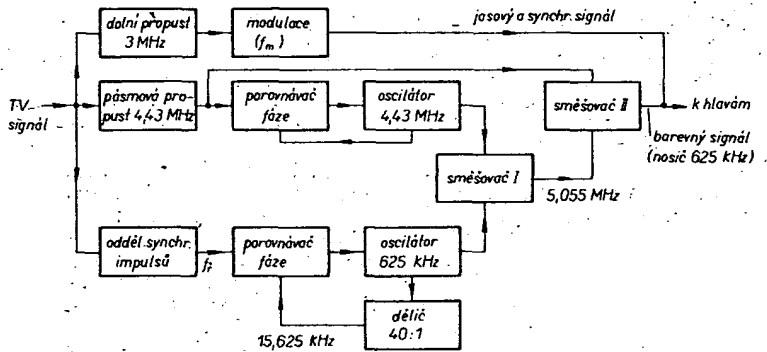 dolní propust
3 MHz
modulace
(fm)
jasový a synchr. signál
TV
signál
pásmová pro-
pust 4,43 MHz
porovnávač
fáze
oscilátor
4,43 MHz
směšovač II
k hlavám
barevný signál
(nosič 625 kHz)
směšovač I
5,055 MHz
odděl. synchr.
impulsů
porovnávač
fáze
oscilátor
625 kHz
15,625 kHz
dělič
40:1